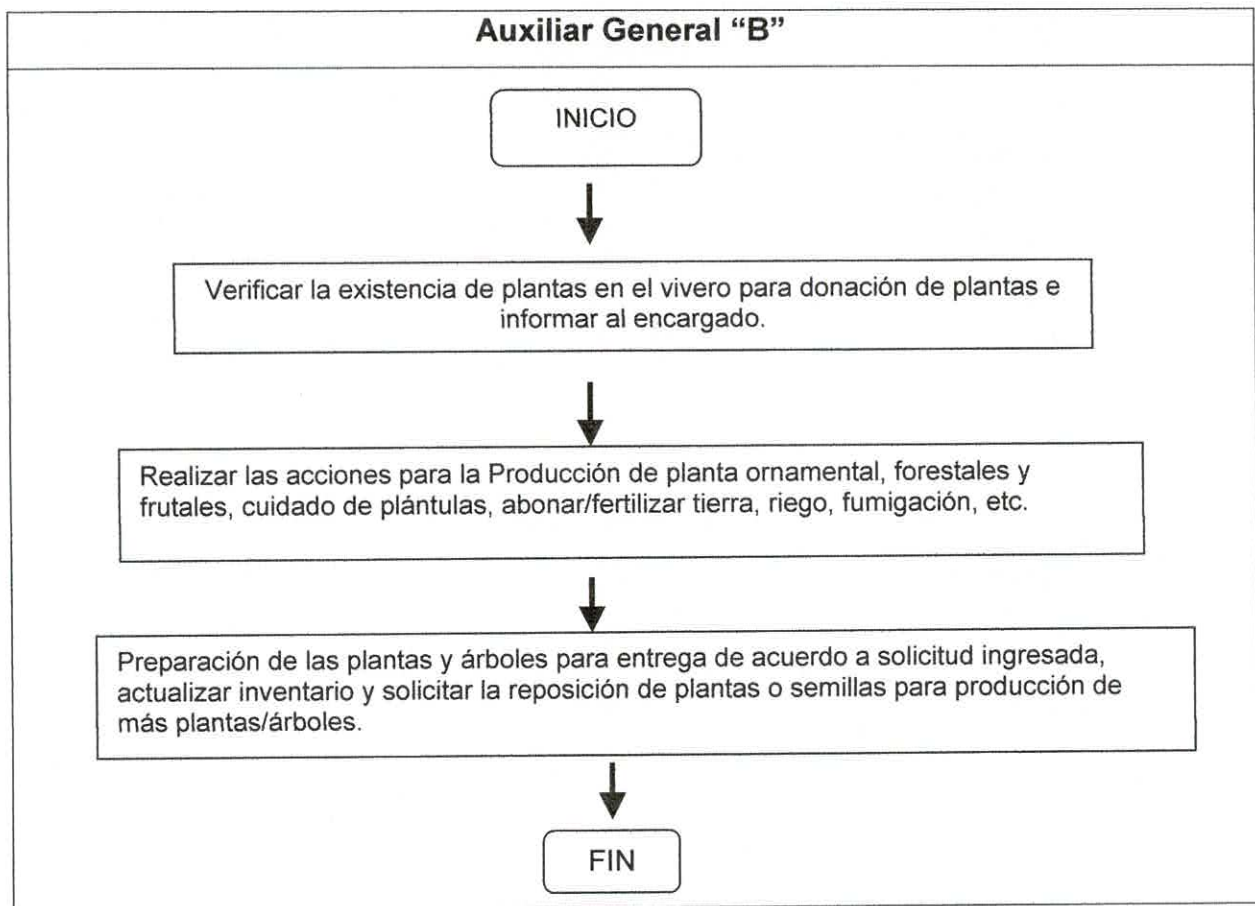 Auxiliar General “B”
INICIO
Verificar la existencia de plantas en el vivero para donación de plantas e
informar al encargado.
Realizar las acciones para la Producción de planta ornamental, forestales y
frutales, cuidado de plántulas, abonar/fertilizar tierra, riego, fumigación, etc.
Preparación de las plantas y árboles para entrega de acuerdo a solicitud ingresada,
actualizar inventario y solicitar la reposición de plantas o semillas para producción de
más plantas/árboles.
FIN